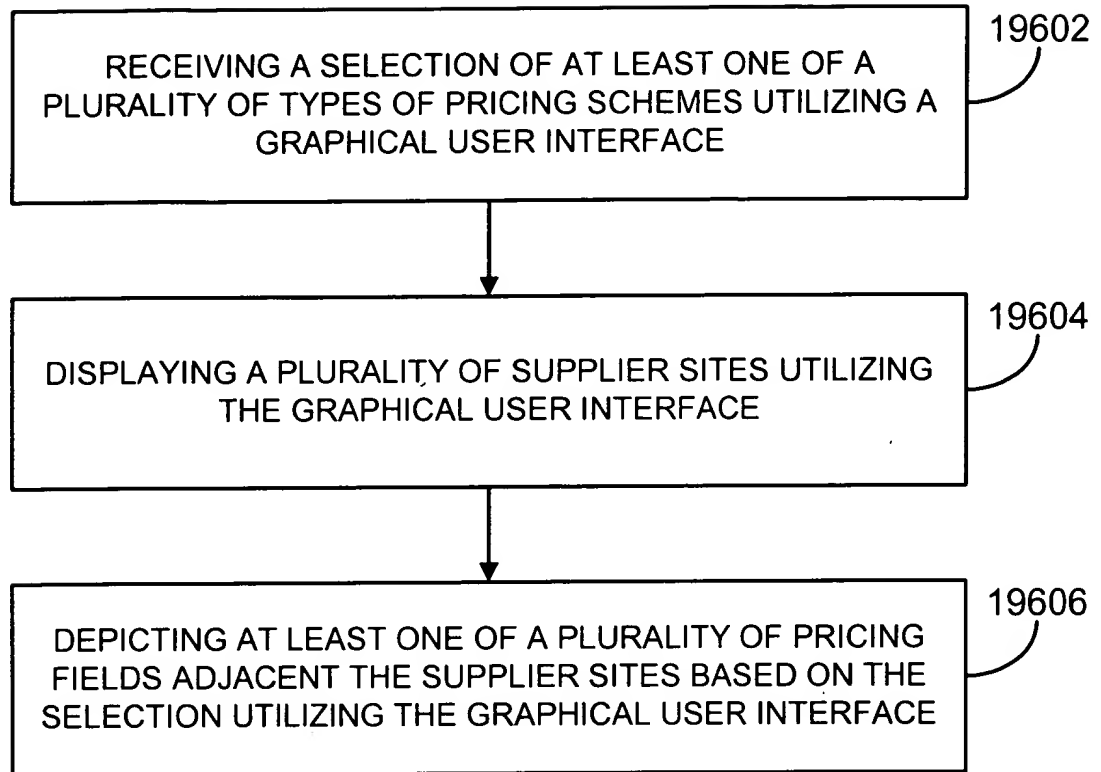 19602
RECEIVING A SELECTION OF AT LEAST ONE OF A
PLURALITY OF TYPES OF PRICING SCHEMES UTILIZING A
GRAPHICAL USER INTERFACE
19604
DISPLAYING A PLURALITY OF SUPPLIER SITES UTILIZING
THE GRAPHICAL USER INTERFACE
19606
DEPICTING AT LEAST ONE OF A PLURALITY OF PRICING
FIELDS ADJACENT THE SUPPLIER SITES BASED ON THE
SELECTION UTILIZING THE GRAPHICAL USER INTERFACE